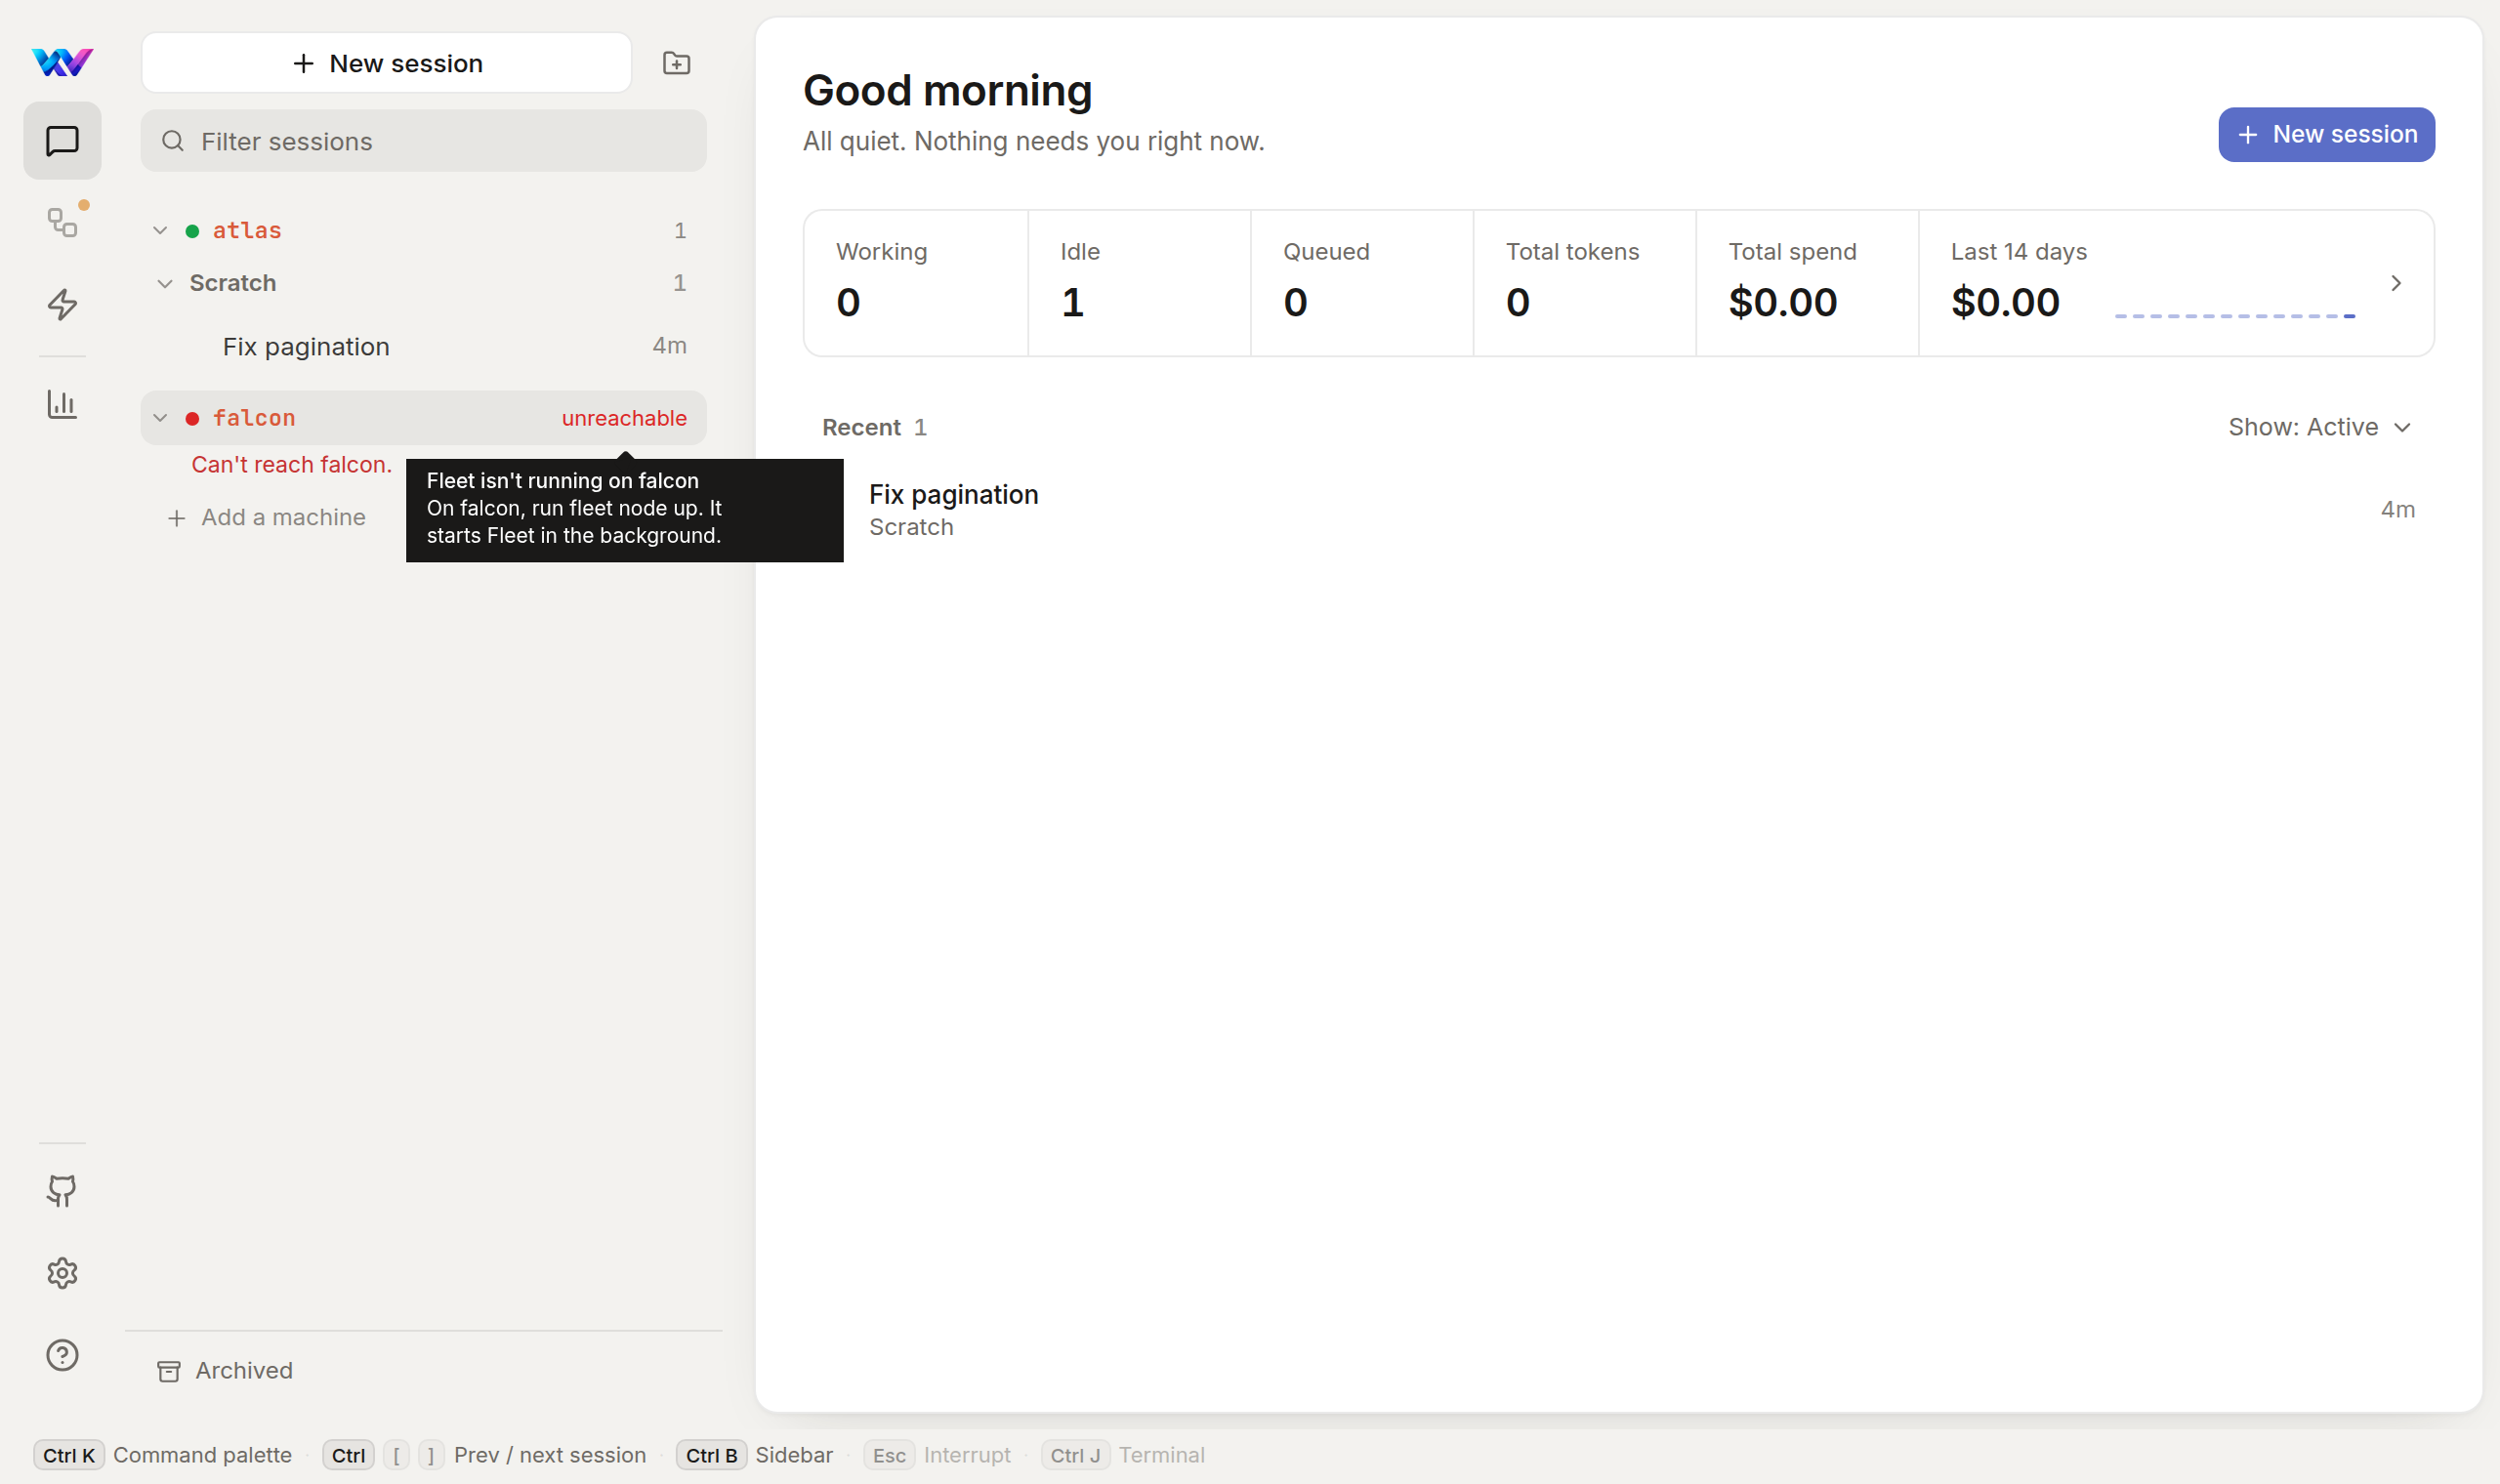 New session
Filter sessions
atlas 1
Scratch 1
Fix pagination 4m
falcon unreachable
Can't reach falcon.
Fleet isn't running on falcon
On falcon, run fleet node up. It
starts Fleet in the background.
Add a machine
Archived
Good morning
All quiet. Nothing needs you right now.
New session
Working
0
Idle
1
Queued
0
Total tokens
0
Total spend
$0.00
Last 14 days
$0.00
Recent 1
Show: Active
Fix pagination
Scratch
4m
Ctrl K Command palette · Ctrl [ ] Prev / next session · Ctrl B Sidebar · Esc Interrupt · Ctrl J Terminal